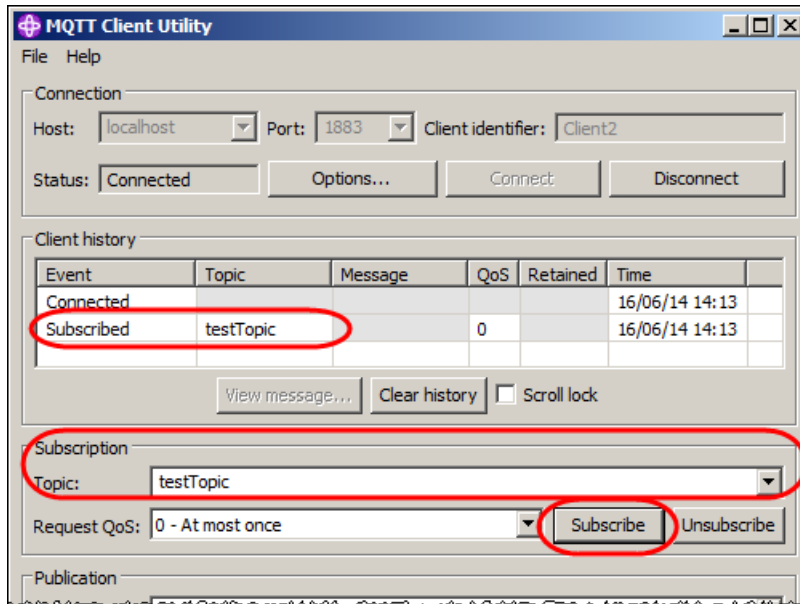 MQTT Client Utility
File Help
Connection
Host: localhost Port: 1883 Client identifier: Client2
Status: Connected Options... Connect Disconnect
Client history
Event Topic Message QoS Retained Time
Connected 16/06/14 14:13
Subscribed testTopic 0 16/06/14 14:13
View message... Clear history Scroll lock
Subscription
Topic: testTopic
Request QoS: 0 - At most once Subscribe Unsubscribe
Publication